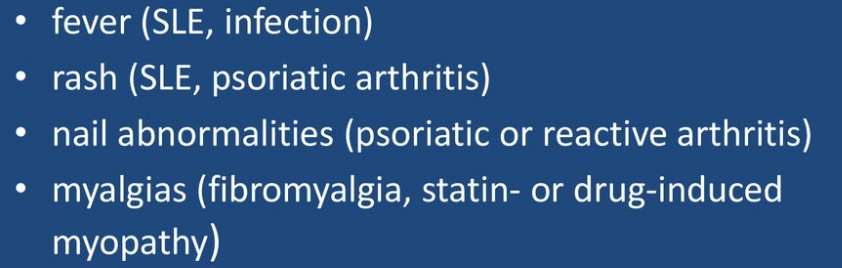 • fever (SLE, infection)
• rash (SLE, psoriatic arthritis)
• nail abnormalities (psoriatic or reactive arthritis)
• myalgias (fibromyalgia, statin- or drug-induced
myopathy)